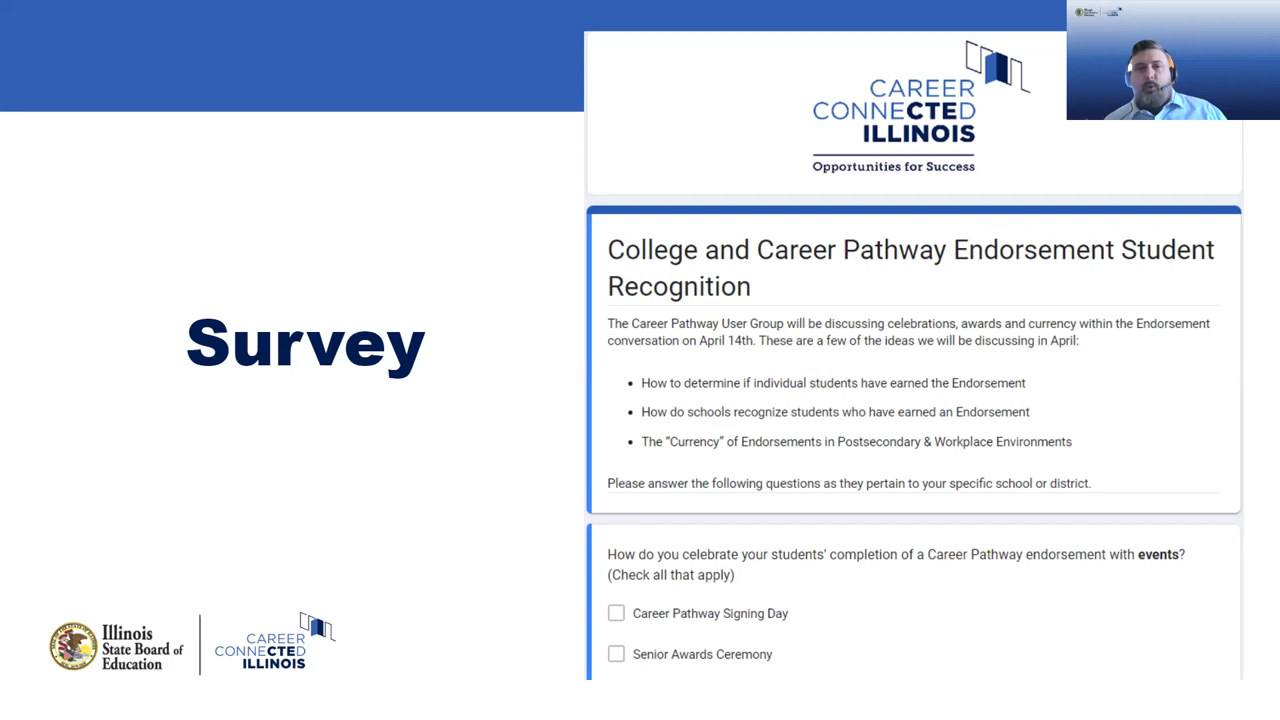 Survey
CAREER
CONNECTED
ILLINOIS
Opportunities for Success
College and Career Pathway Endorsement Student
Recognition
The Career Pathway User Group will be discussing celebrations, awards and currency within the Endorsement
conversation on April 14th. These are a few of the ideas we will be discussing in April:
• How to determine if individual students have earned the Endorsement
• How do schools recognize students who have earned an Endorsement
• The “Currency” of Endorsements in Postsecondary & Workplace Environments
Please answer the following questions as they pertain to your specific school or district.
How do you celebrate your students' completion of a Career Pathway endorsement with events?
(Check all that apply)
Career Pathway Signing Day
Senior Awards Ceremony
Illinois
State Board of
Education
CAREER
CONNECTED
ILLINOIS